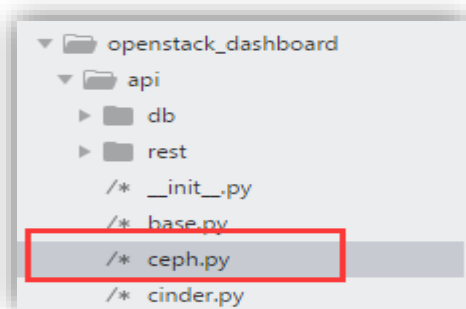 openstack_dashboard
api
db
rest
/* __init__.py
/* base.py
/* ceph.py
/* cinder.py